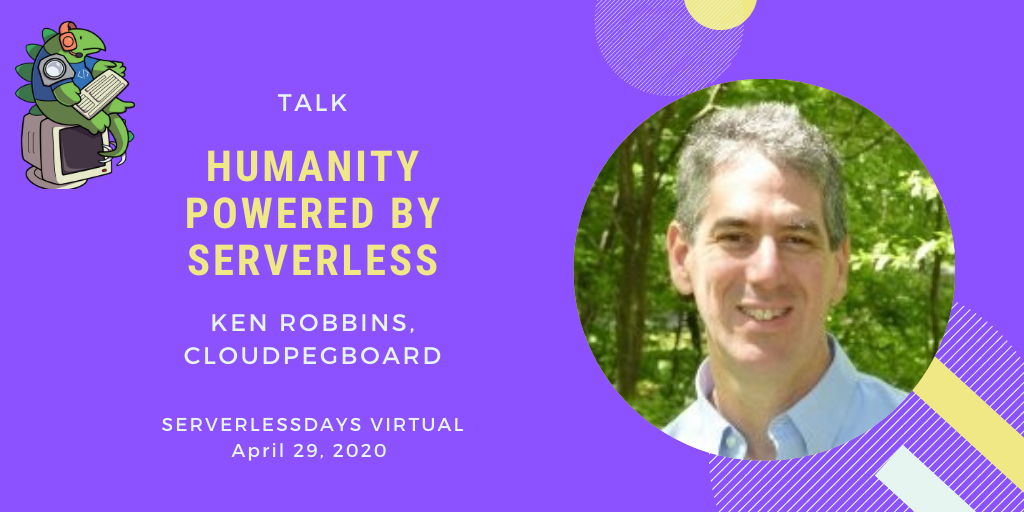 TALK
HUMANITY
POWERED BY
SERVERLESS
KEN ROBBINS,
CLOUDPEGBOARD
SERVERLESSDAYS VIRTUAL
April 29, 2020